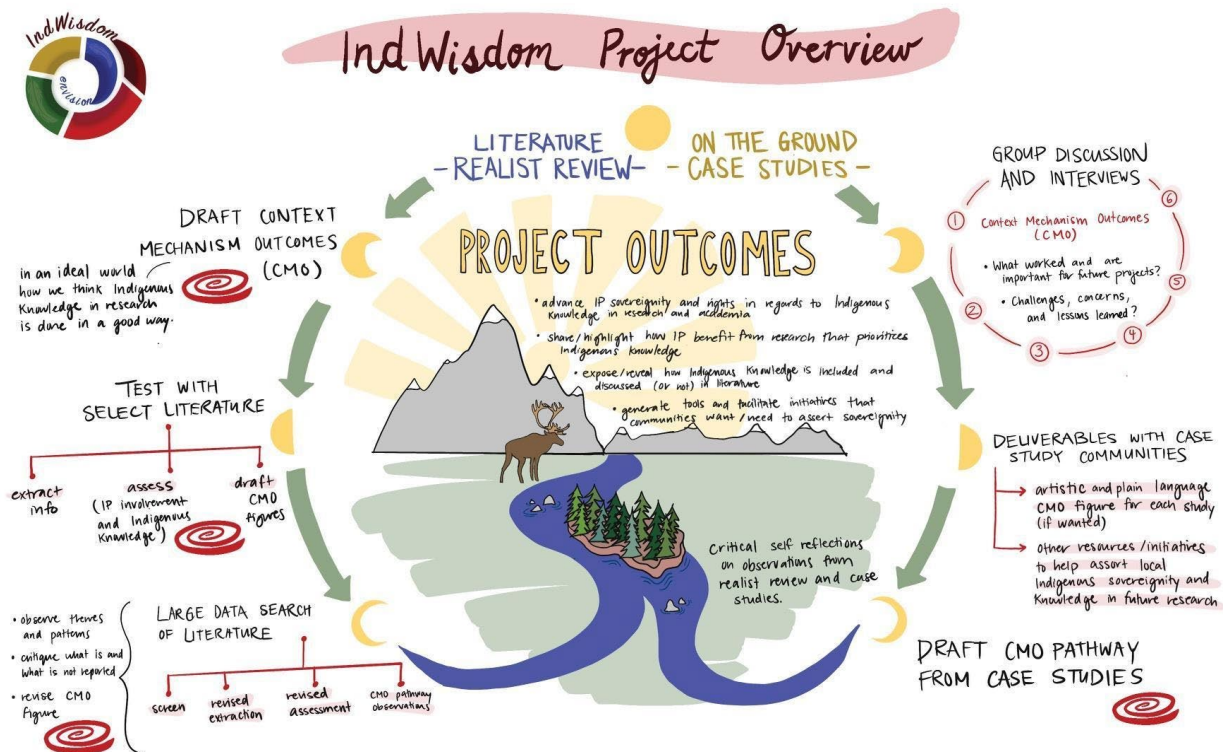 IndWisdom
envision
IndWisdom Project Overview
LITERATURE
-REALIST REVIEW-
ON THE GROUND
- CASE STUDIES -
DRAFT CONTEXT
MECHANISM OUTCOMES
(CMO)
in an ideal world
how we think Indigenous
Knowledge in research
is done in a good way.
TEST WITH
SELECT LITERATURE
extract
info
assess
(IP involvement
and Indigenous
Knowledge)
draft
CMO
figures
• observe themes
and patterns
• critique what is and
what is not reported
• revise CMO
figure
LARGE DATA SEARCH
OF LITERATURE
screen
revised
extraction
revised
assessment
CMO pathway
observations
PROJECT OUTCOMES
• advance IP sovereignty and rights in regards to Indigenous
Knowledge in research and academia
• share/highlight how IP benefit from research that prioritizes
Indigenous Knowledge
• expose/reveal how Indigenous Knowledge is included and
discussed (or not) in literature
• generate tools and facilitate initiatives that
communities want/need to assert sovereignty
Critical self reflections
on observations from
realist review and case
studies.
GROUP DISCUSSION
AND INTERVIEWS
1
2
3
4
5
6
Context Mechanism Outcomes
(CMO)
• What worked and are
important for future projects?
• Challenges, concerns,
and lessons learned?
DELIVERABLES WITH CASE
STUDY COMMUNITIES
artistic and plain language
CMO figure for each study
(if wanted)
other resources/initiatives
to help assert local
Indigenous sovereignty and
Knowledge in future research
DRAFT CMO PATHWAY
FROM CASE STUDIES